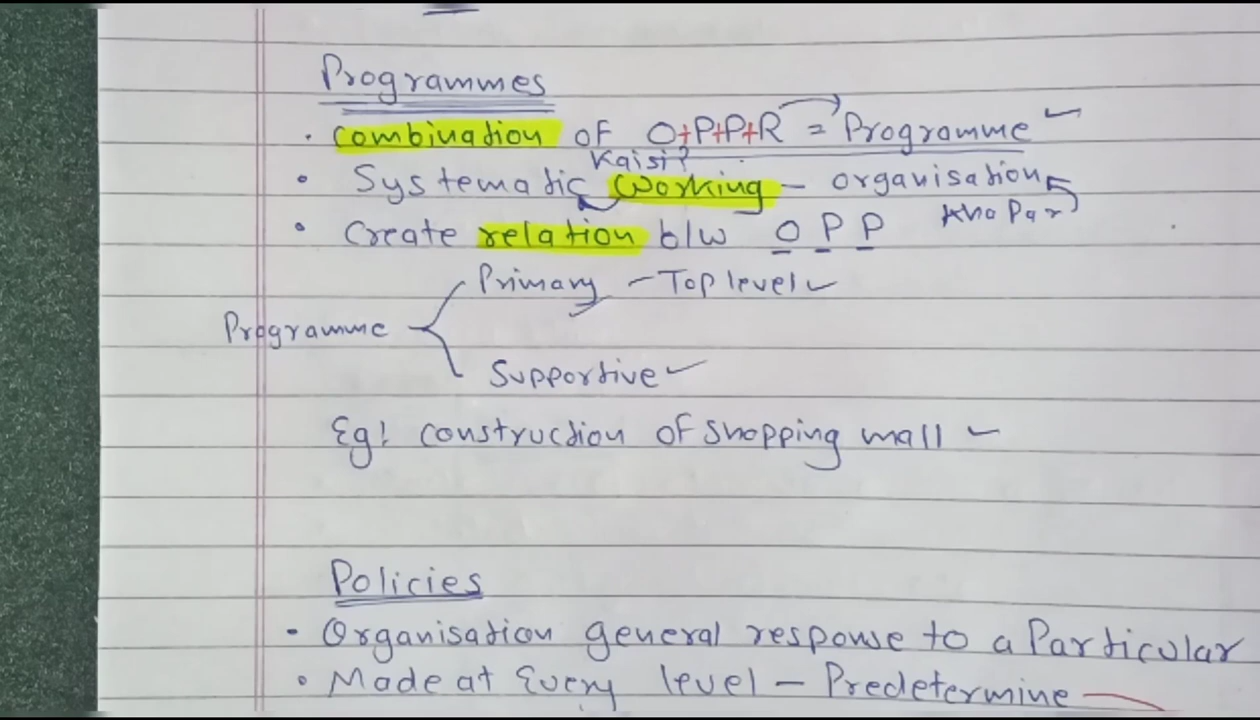 Programmes
· combination of O+P+P+R = Programme
Kaisi?
· Systematic working - organisation
Kha Par
· Create relation b/w O P P
Primary - Top level
Programme
Supportive
Eg: construction of shopping mall
Policies
· Organisation general response to a Particular
· Made at Every level - Predetermine